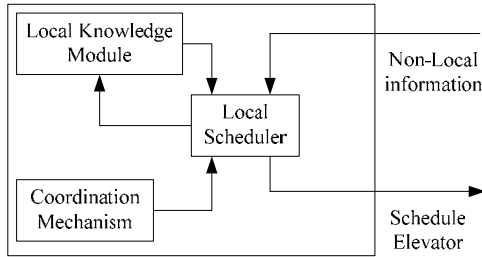 Local Knowledge
Module
Non-Local
information
Local
Scheduler
Coordination
Mechanism
Schedule
Elevator